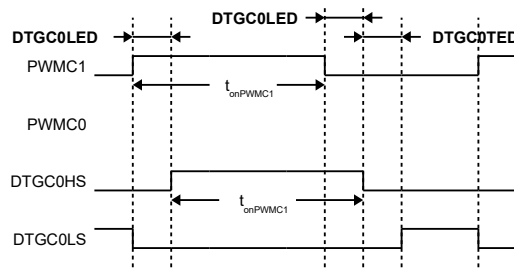 DTGC0LED
DTGC0LED
DTGC0TED
PWMC1
tonPWMC1
PWMC0
DTGC0HS
tonPWMC1
DTGC0LS